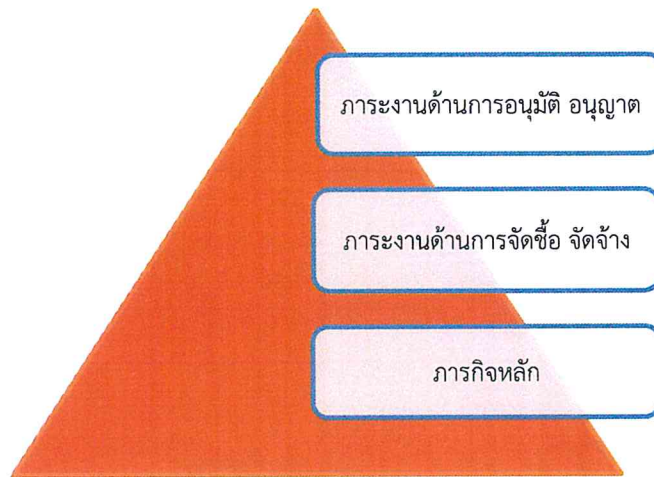 ภาระงานด้านการอนุมัติ อนุญาต
ภาระงานด้านการจัดซื้อ จัดจ้าง
ภารกิจหลัก